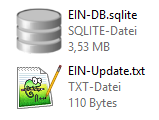 EIN-DB.sqlite
SQLITE-Datei
3,53 MB
EIN-Update.txt
TXT-Datei
110 Bytes